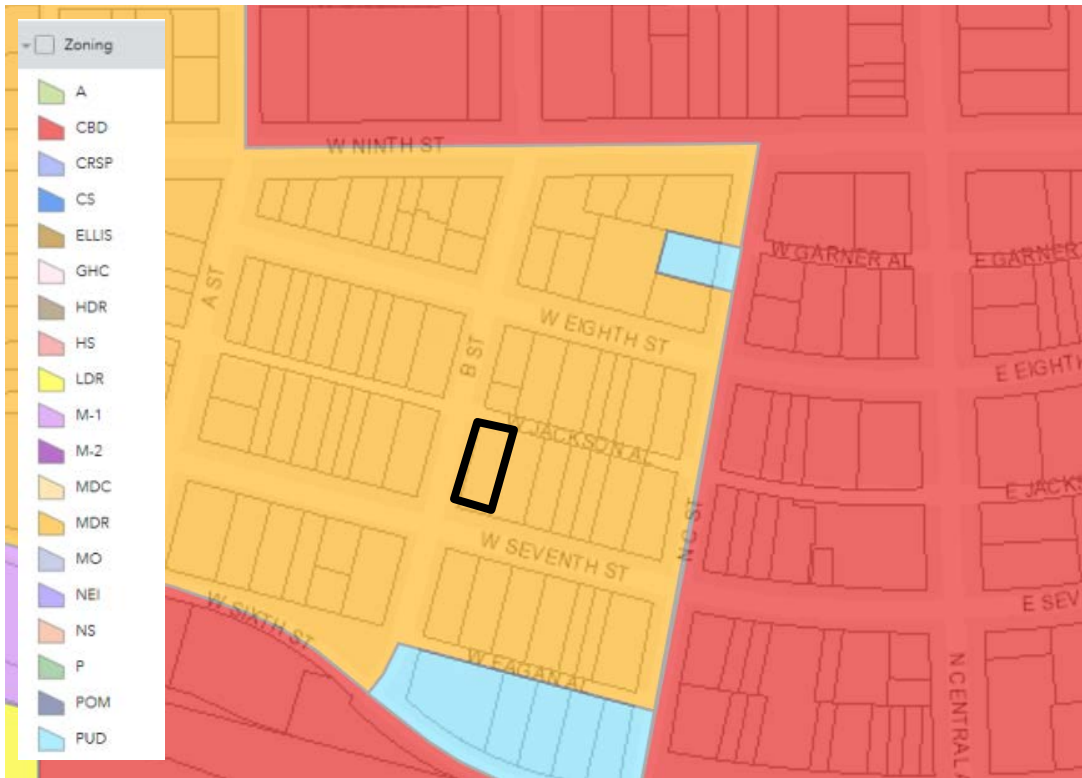 Zoning
A
CBD
CRSP
CS
ELLIS
GHC
HDR
HS
LDR
M-1
M-2
MDC
MDR
MO
NEI
NS
P
POM
PUD
W NINTH ST
W GARNER AL
E GARNER
A ST
W EIGHTH ST
B ST
E EIGHTH
W JACKSON AL
E JACKS
N C ST
W SEVENTH ST
E SEV
W SIXTH ST
W FAGAN AL
N CENTRAL